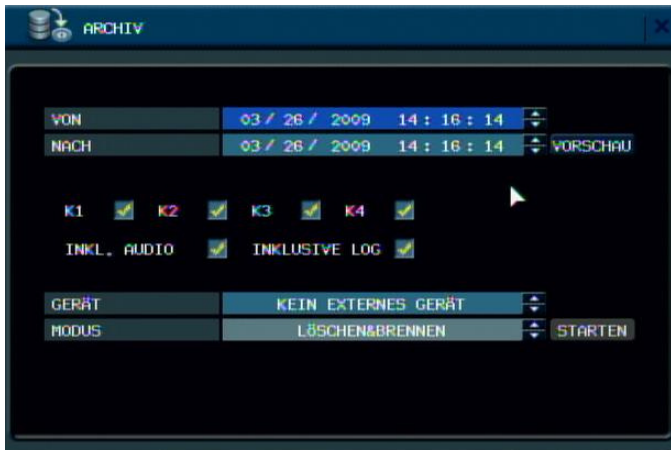 ARCHIV
VON 03 / 26 / 2009 14 : 16 : 14
NACH 03 / 26 / 2009 14 : 16 : 14 VORSCHAU
K1 K2 K3 K4
INKL. AUDIO INKLUSIVE LOG
GERÄT KEIN EXTERNES GERÄT
MODUS LÖSCHEN&BRENNEN STARTEN